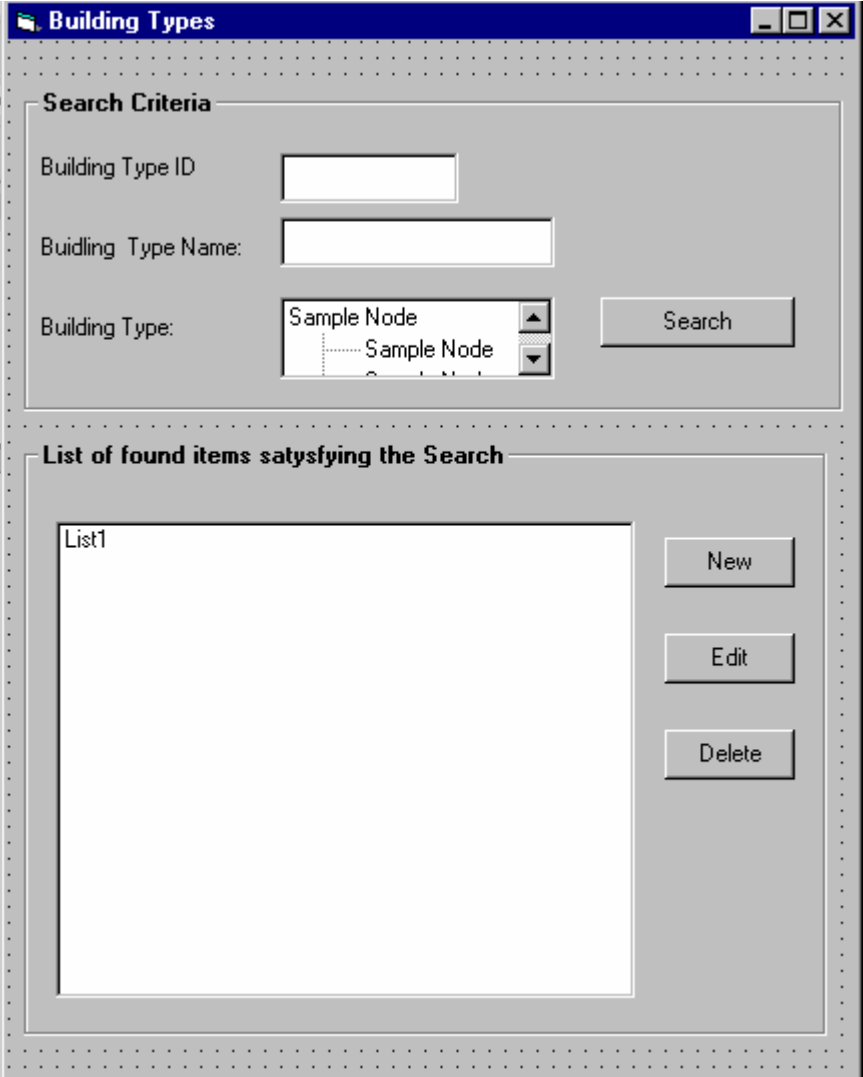 Building Types
Search Criteria
Building Type ID
Buidling Type Name:
Building Type:
Sample Node
Sample Node
Search
List of found items satysfying the Search
List1
New
Edit
Delete